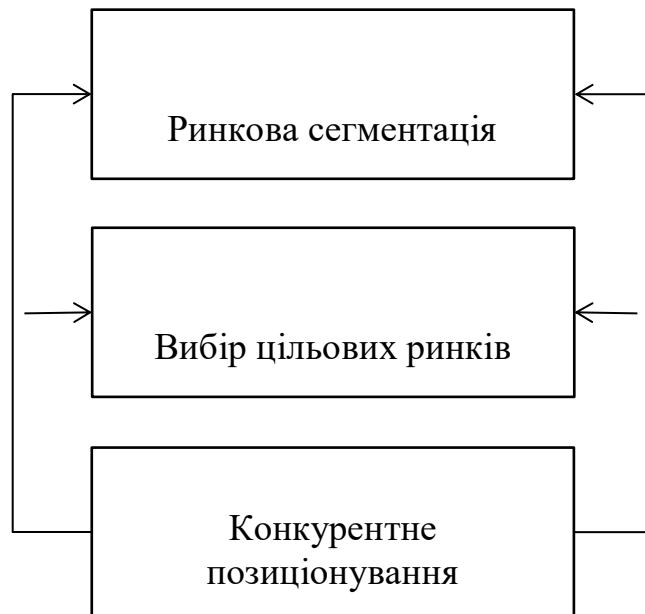 Ринкова сегментація
Вибір цільових ринків
Конкурентне
позиціонування